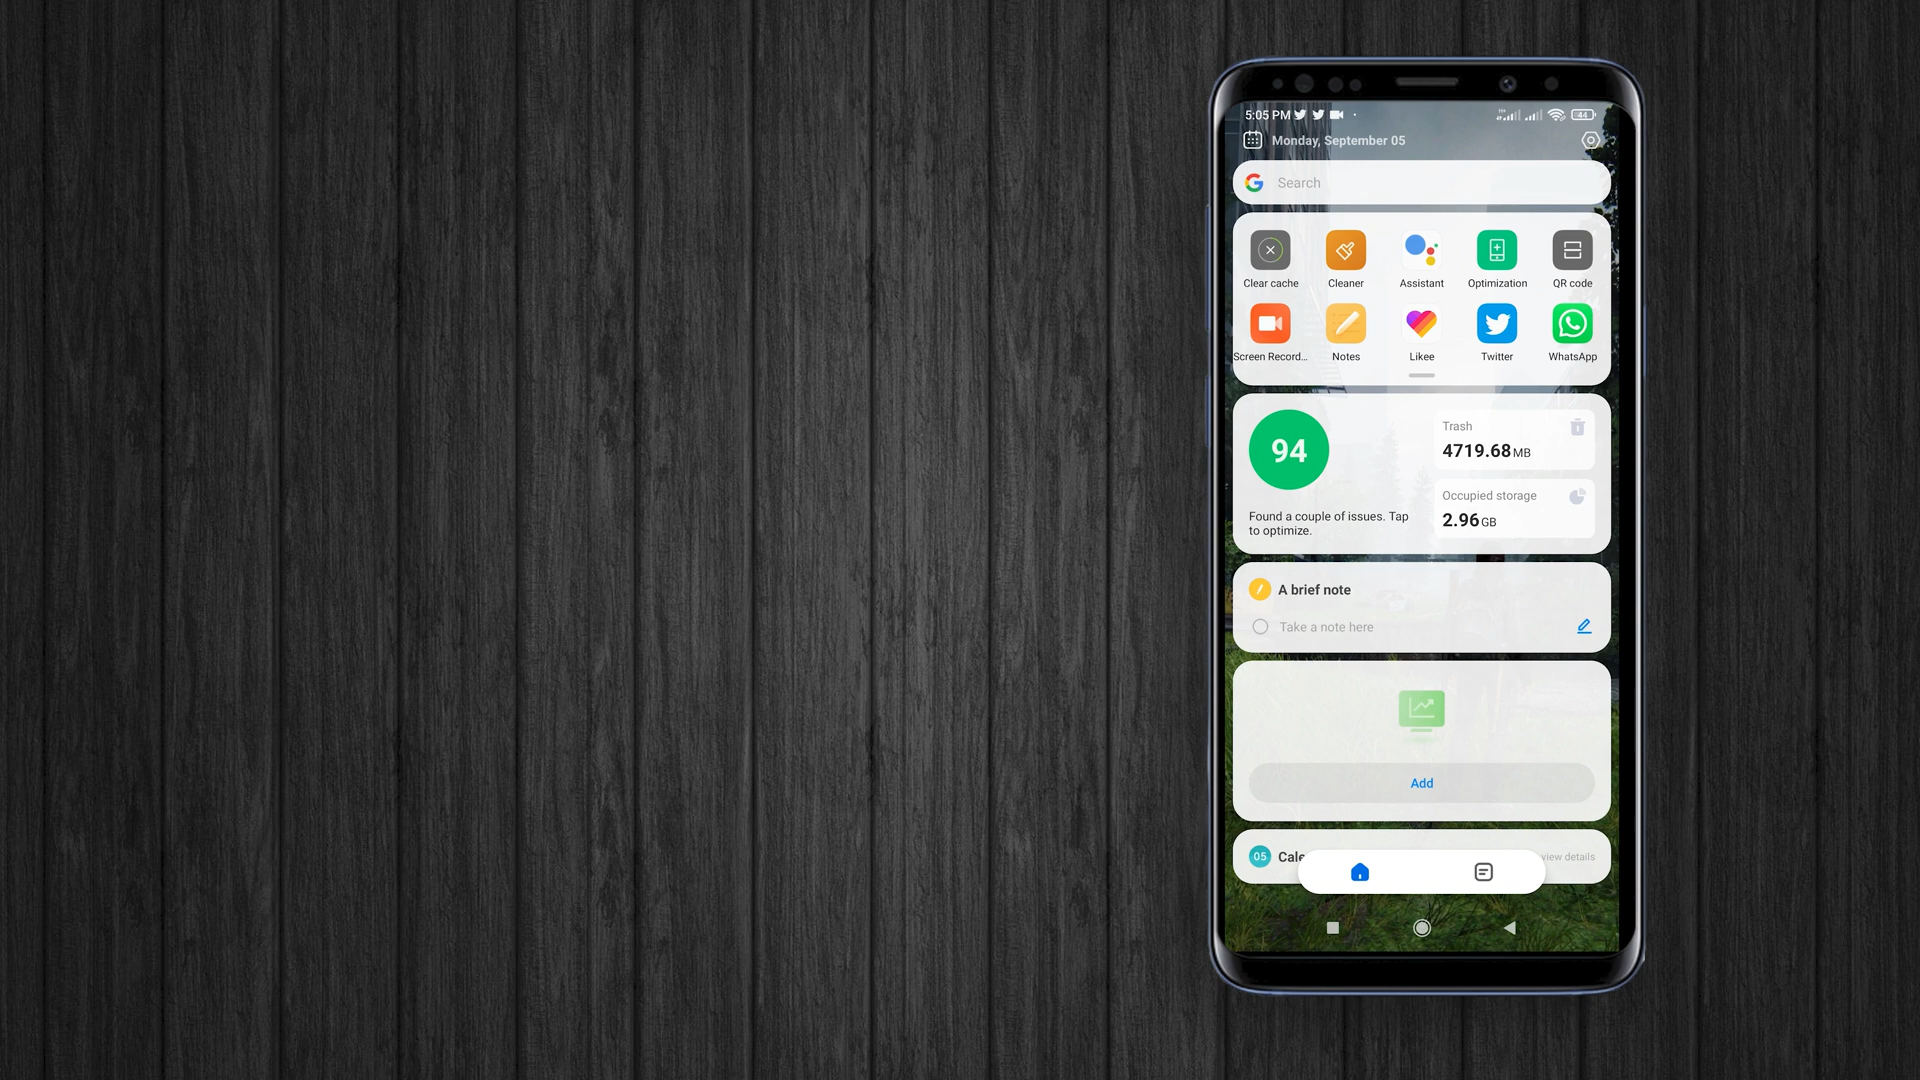 5:05 PM
44
Monday, September 05
Search
Clear cache
Cleaner
Assistant
Optimization
QR code
Screen Record...
Notes
Likee
Twitter
WhatsApp
94
Found a couple of issues. Tap
to optimize.
Trash
4719.68 MB
Occupied storage
2.96 GB
A brief note
Take a note here
Add
05
Cale
view details